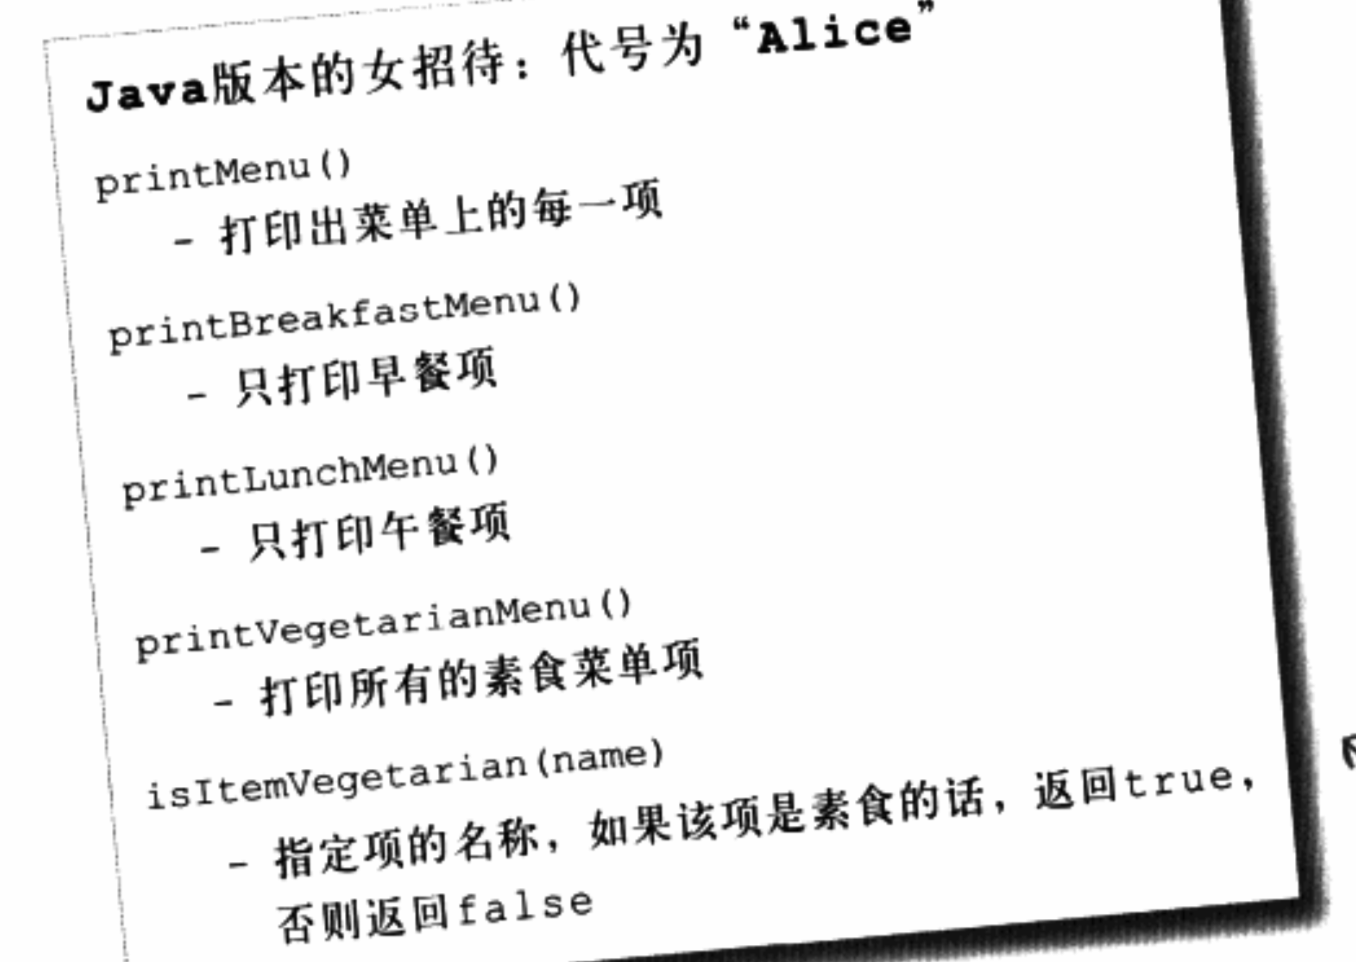 Java版本的女招待：代号为“Alice”
printMenu()
- 打印出菜单上的每一项
printBreakfastMenu()
- 只打印早餐项
printLunchMenu()
- 只打印午餐项
printVegetarianMenu()
- 打印所有的素食菜单项
isItemVegetarian(name)
- 指定项的名称，如果该项是素食的话，返回true，
否则返回false